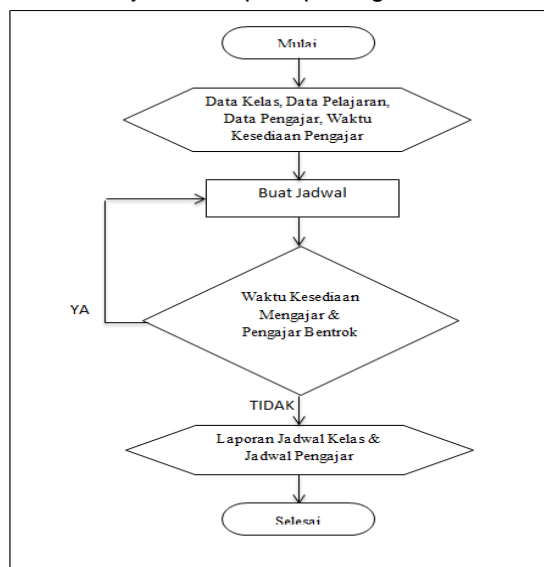 Mulai
Data Kelas, Data Pelajaran,
Data Pengajar, Waktu
Kesediaan Pengajar
Buat Jadwal
Waktu Kesediaan
Mengajar &
Pengajar Bentrok
YA
TIDAK
Laporan Jadwal Kelas &
Jadwal Pengajar
Selesai